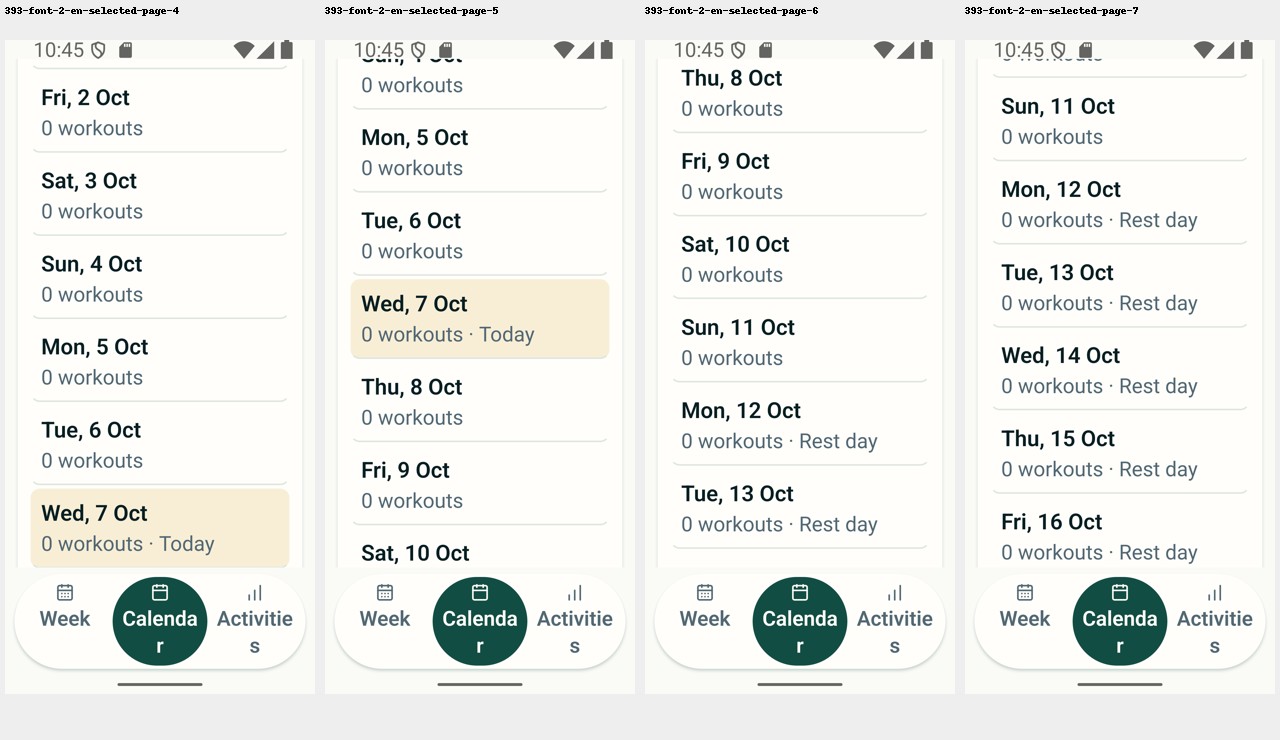 393-font-2-en-selected-page-4
10:45
Fri, 2 Oct
0 workouts
Sat, 3 Oct
0 workouts
Sun, 4 Oct
0 workouts
Mon, 5 Oct
0 workouts
Tue, 6 Oct
0 workouts
Wed, 7 Oct
0 workouts · Today
Week
Calenda
r
Activitie
s
393-font-2-en-selected-page-5
10:45
Sun, 4 Oct
0 workouts
Mon, 5 Oct
0 workouts
Tue, 6 Oct
0 workouts
Wed, 7 Oct
0 workouts · Today
Thu, 8 Oct
0 workouts
Fri, 9 Oct
0 workouts
Sat, 10 Oct
Week
Calenda
r
Activitie
s
393-font-2-en-selected-page-6
10:45
Thu, 8 Oct
0 workouts
Fri, 9 Oct
0 workouts
Sat, 10 Oct
0 workouts
Sun, 11 Oct
0 workouts
Mon, 12 Oct
0 workouts · Rest day
Tue, 13 Oct
0 workouts · Rest day
Week
Calenda
r
Activitie
s
393-font-2-en-selected-page-7
10:45
0 workouts
Sun, 11 Oct
0 workouts
Mon, 12 Oct
0 workouts · Rest day
Tue, 13 Oct
0 workouts · Rest day
Wed, 14 Oct
0 workouts · Rest day
Thu, 15 Oct
0 workouts · Rest day
Fri, 16 Oct
0 workouts · Rest day
Week
Calenda
r
Activitie
s